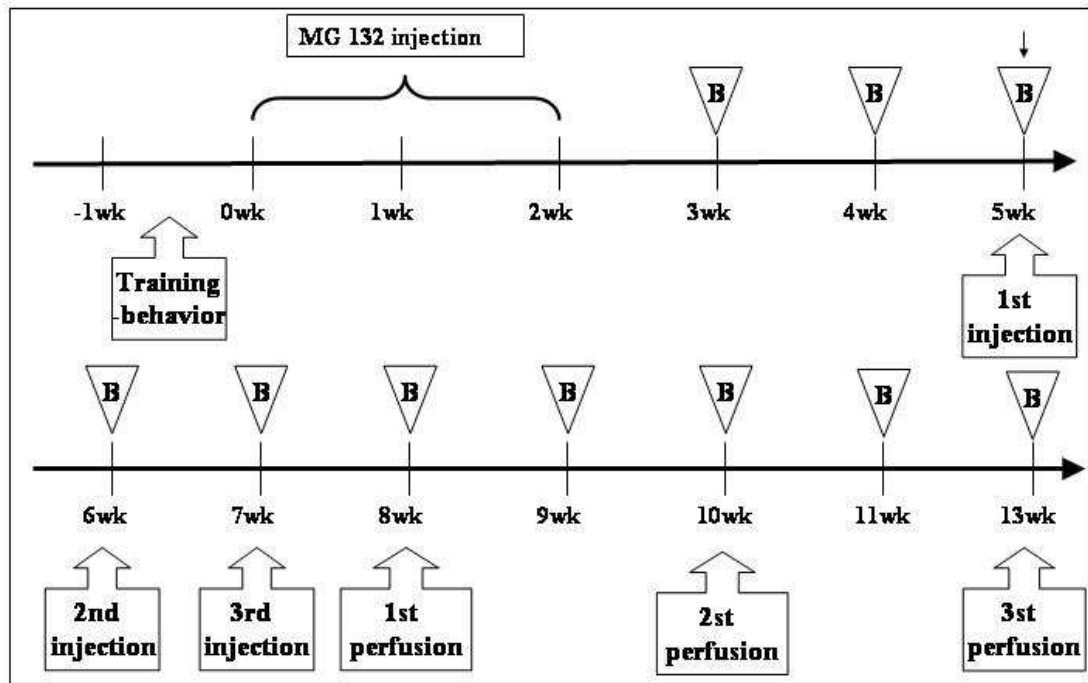 MG 132 injection
B B B
-1wk 0wk 1wk 2wk 3wk 4wk 5wk
Training
-behavior
1st
injection
B B B B B B B
6wk 7wk 8wk 9wk 10wk 11wk 13wk
2nd
injection
3rd
injection
1st
perfusion
2st
perfusion
3st
perfusion